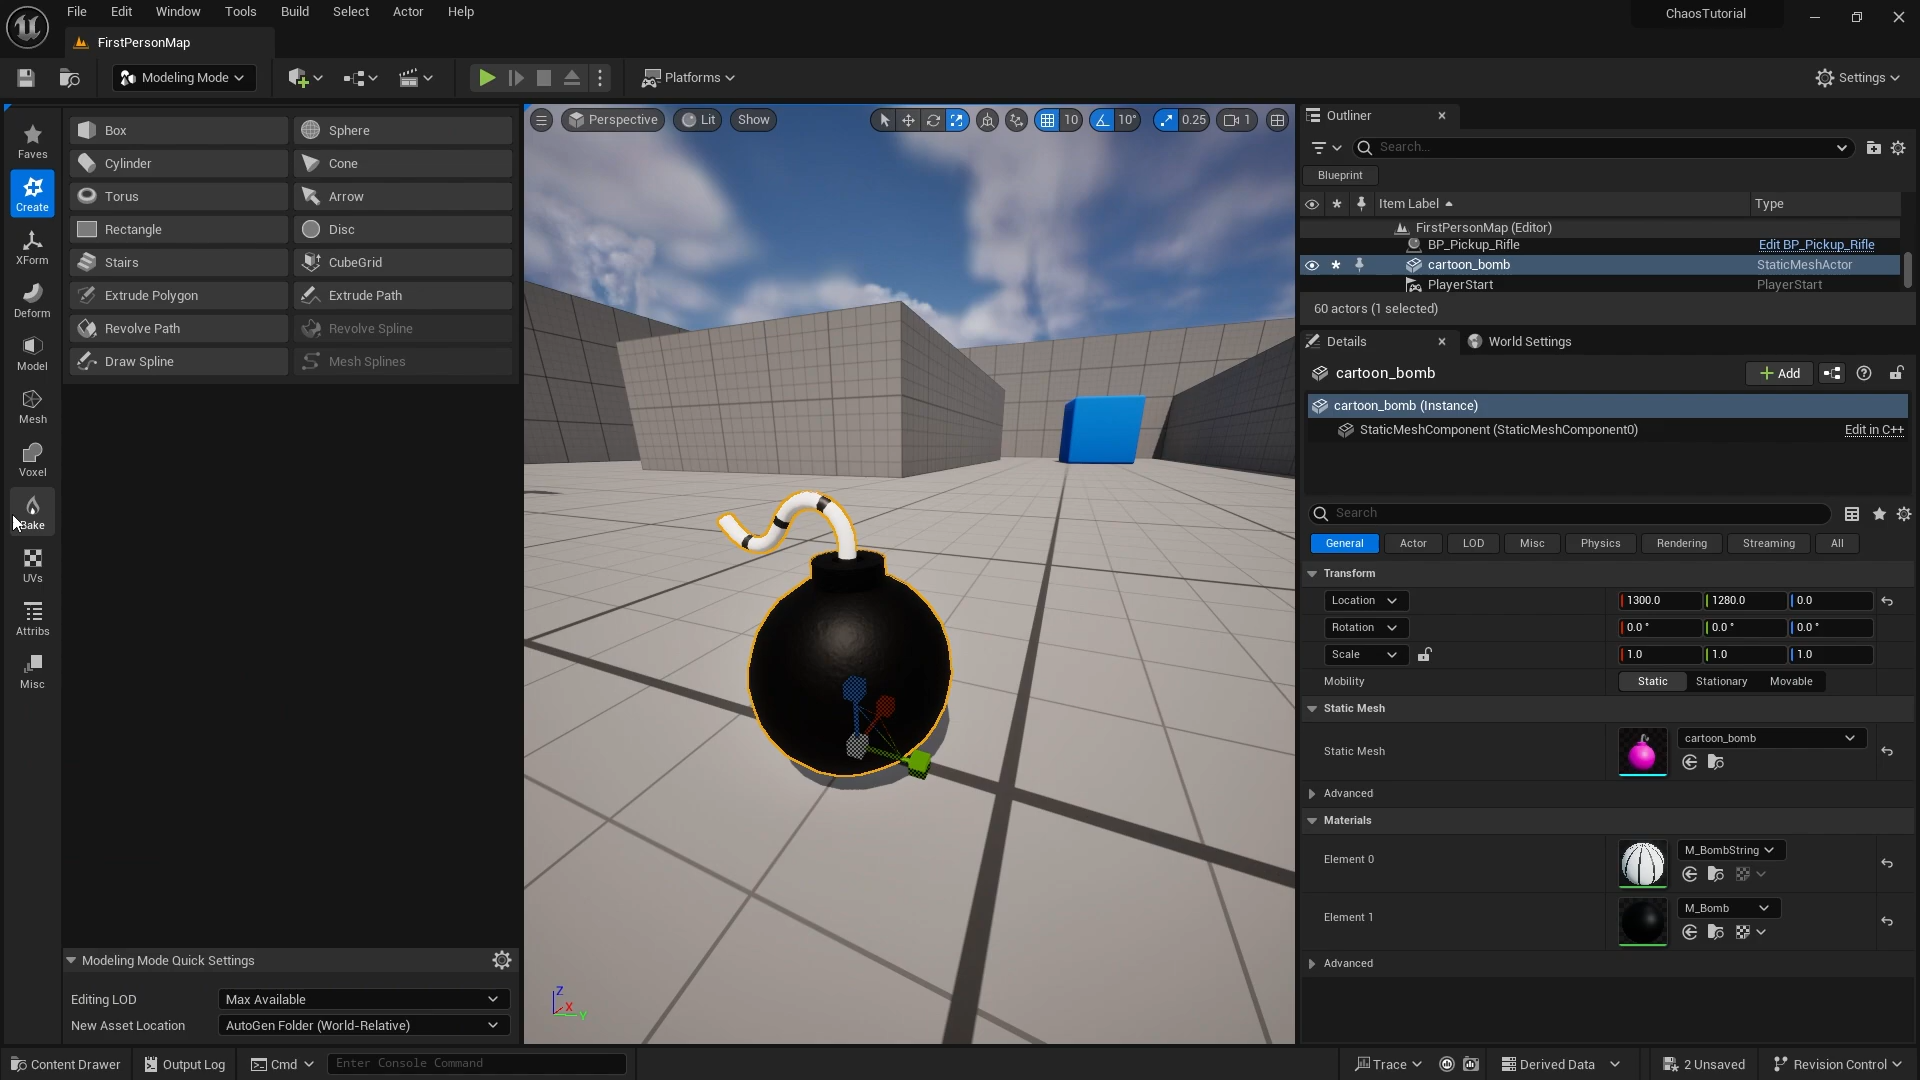 File Edit Window Tools Build Select Actor Help
ChaosTutorial
FirstPersonMap
Modeling Mode
Platforms
Settings
Faves
Create
XForm
Deform
Model
Mesh
Voxel
Bake
UVs
Attribs
Misc
Box Sphere
Cylinder Cone
Torus Arrow
Rectangle Disc
Stairs CubeGrid
Extrude Polygon Extrude Path
Revolve Path Revolve Spline
Draw Spline Mesh Splines
Modeling Mode Quick Settings
Editing LOD Max Available
New Asset Location AutoGen Folder (World-Relative)
Perspective Lit Show 10 10° 0.25 1
Z
X
Y
Outliner
Search...
Blueprint
Item Label Type
FirstPersonMap (Editor)
BP_Pickup_Rifle Edit BP_Pickup_Rifle
cartoon_bomb StaticMeshActor
PlayerStart PlayerStart
60 actors (1 selected)
Details World Settings
cartoon_bomb Add
cartoon_bomb (Instance)
StaticMeshComponent (StaticMeshComponent0) Edit in C++
Search
General Actor LOD Misc Physics Rendering Streaming All
Transform
Location 1300.0 1280.0 0.0
Rotation 0.0 ° 0.0 ° 0.0 °
Scale 1.0 1.0 1.0
Mobility Static Stationary Movable
Static Mesh
Static Mesh cartoon_bomb
Advanced
Materials
Element 0 M_BombString
Element 1 M_Bomb
Advanced
Content Drawer Output Log Cmd Enter Console Command Trace Derived Data 2 Unsaved Revision Control